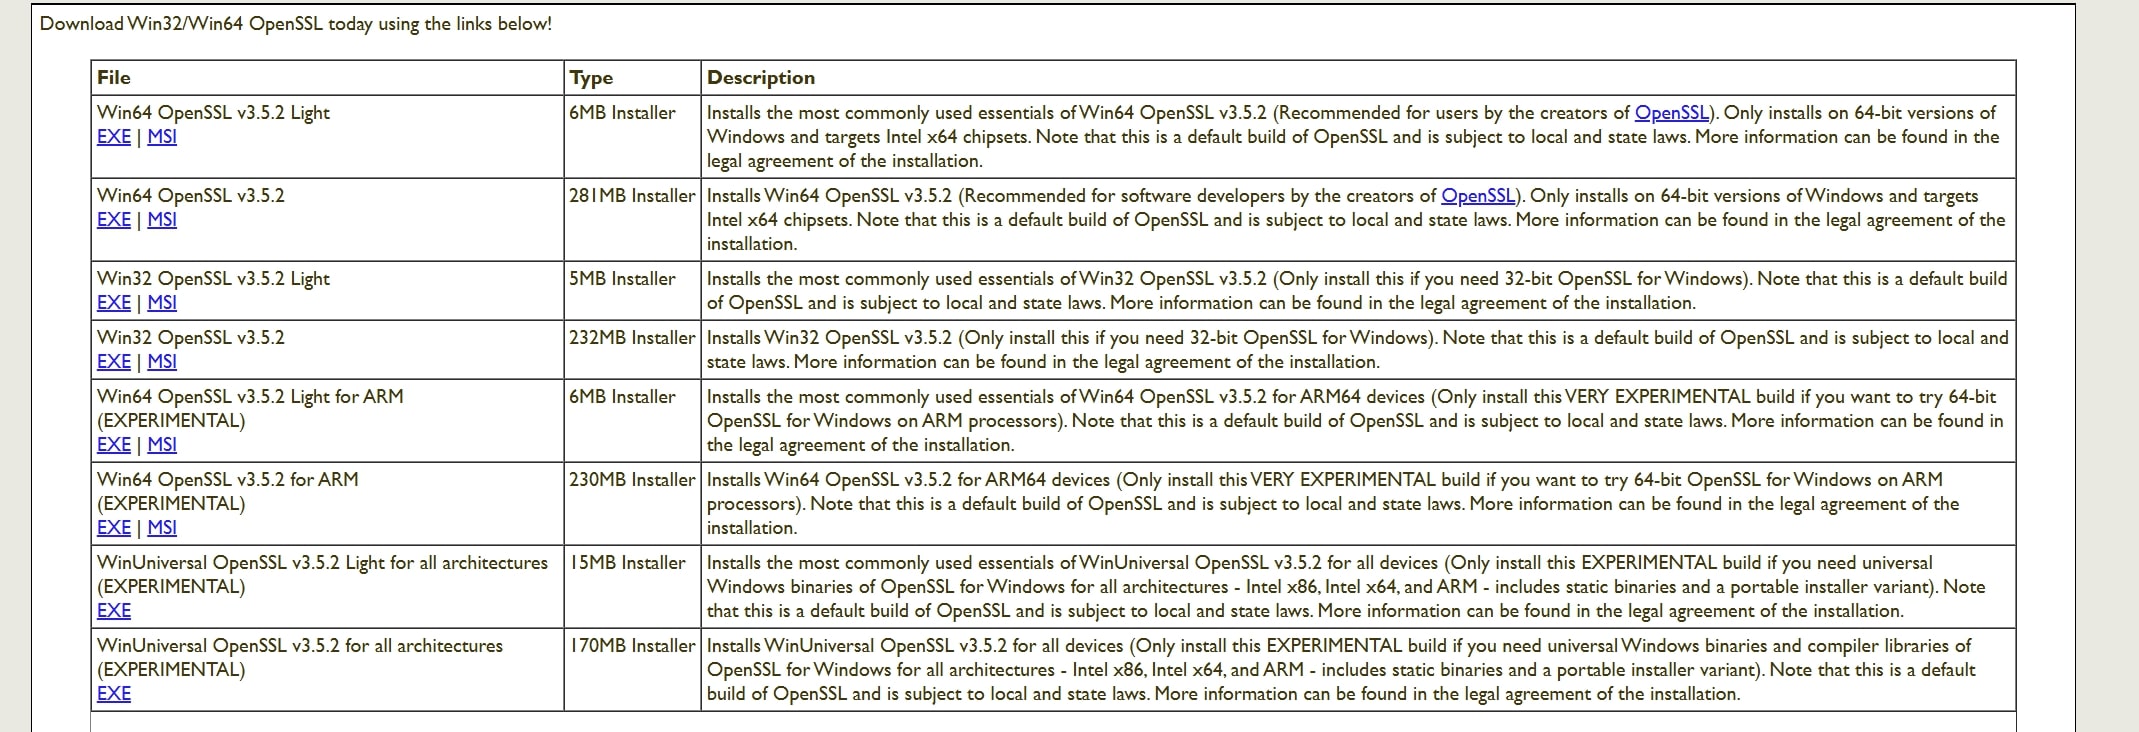 Download Win32/Win64 OpenSSL today using the links below!
File Type Description
Win64 OpenSSL v3.5.2 Light
EXE | MSI
6MB Installer
Installs the most commonly used essentials of Win64 OpenSSL v3.5.2 (Recommended for users by the creators of OpenSSL). Only installs on 64-bit versions of
Windows and targets Intel x64 chipsets. Note that this is a default build of OpenSSL and is subject to local and state laws. More information can be found in the
legal agreement of the installation.
Win64 OpenSSL v3.5.2
EXE | MSI
281MB Installer
Installs Win64 OpenSSL v3.5.2 (Recommended for software developers by the creators of OpenSSL). Only installs on 64-bit versions of Windows and targets
Intel x64 chipsets. Note that this is a default build of OpenSSL and is subject to local and state laws. More information can be found in the legal agreement of the
installation.
Win32 OpenSSL v3.5.2 Light
EXE | MSI
5MB Installer
Installs the most commonly used essentials of Win32 OpenSSL v3.5.2 (Only install this if you need 32-bit OpenSSL for Windows). Note that this is a default build
of OpenSSL and is subject to local and state laws. More information can be found in the legal agreement of the installation.
Win32 OpenSSL v3.5.2
EXE | MSI
232MB Installer
Installs Win32 OpenSSL v3.5.2 (Only install this if you need 32-bit OpenSSL for Windows). Note that this is a default build of OpenSSL and is subject to local and
state laws. More information can be found in the legal agreement of the installation.
Win64 OpenSSL v3.5.2 Light for ARM
(EXPERIMENTAL)
EXE | MSI
6MB Installer
Installs the most commonly used essentials of Win64 OpenSSL v3.5.2 for ARM64 devices (Only install this VERY EXPERIMENTAL build if you want to try 64-bit
OpenSSL for Windows on ARM processors). Note that this is a default build of OpenSSL and is subject to local and state laws. More information can be found in
the legal agreement of the installation.
Win64 OpenSSL v3.5.2 for ARM
(EXPERIMENTAL)
EXE | MSI
230MB Installer
Installs Win64 OpenSSL v3.5.2 for ARM64 devices (Only install this VERY EXPERIMENTAL build if you want to try 64-bit OpenSSL for Windows on ARM
processors). Note that this is a default build of OpenSSL and is subject to local and state laws. More information can be found in the legal agreement of the
installation.
WinUniversal OpenSSL v3.5.2 Light for all architectures
(EXPERIMENTAL)
EXE
15MB Installer
Installs the most commonly used essentials of WinUniversal OpenSSL v3.5.2 for all devices (Only install this EXPERIMENTAL build if you need universal
Windows binaries of OpenSSL for Windows for all architectures - Intel x86, Intel x64, and ARM - includes static binaries and a portable installer variant). Note
that this is a default build of OpenSSL and is subject to local and state laws. More information can be found in the legal agreement of the installation.
WinUniversal OpenSSL v3.5.2 for all architectures
(EXPERIMENTAL)
EXE
170MB Installer
Installs WinUniversal OpenSSL v3.5.2 for all devices (Only install this EXPERIMENTAL build if you need universal Windows binaries and compiler libraries of
OpenSSL for Windows for all architectures - Intel x86, Intel x64, and ARM - includes static binaries and a portable installer variant). Note that this is a default
build of OpenSSL and is subject to local and state laws. More information can be found in the legal agreement of the installation.